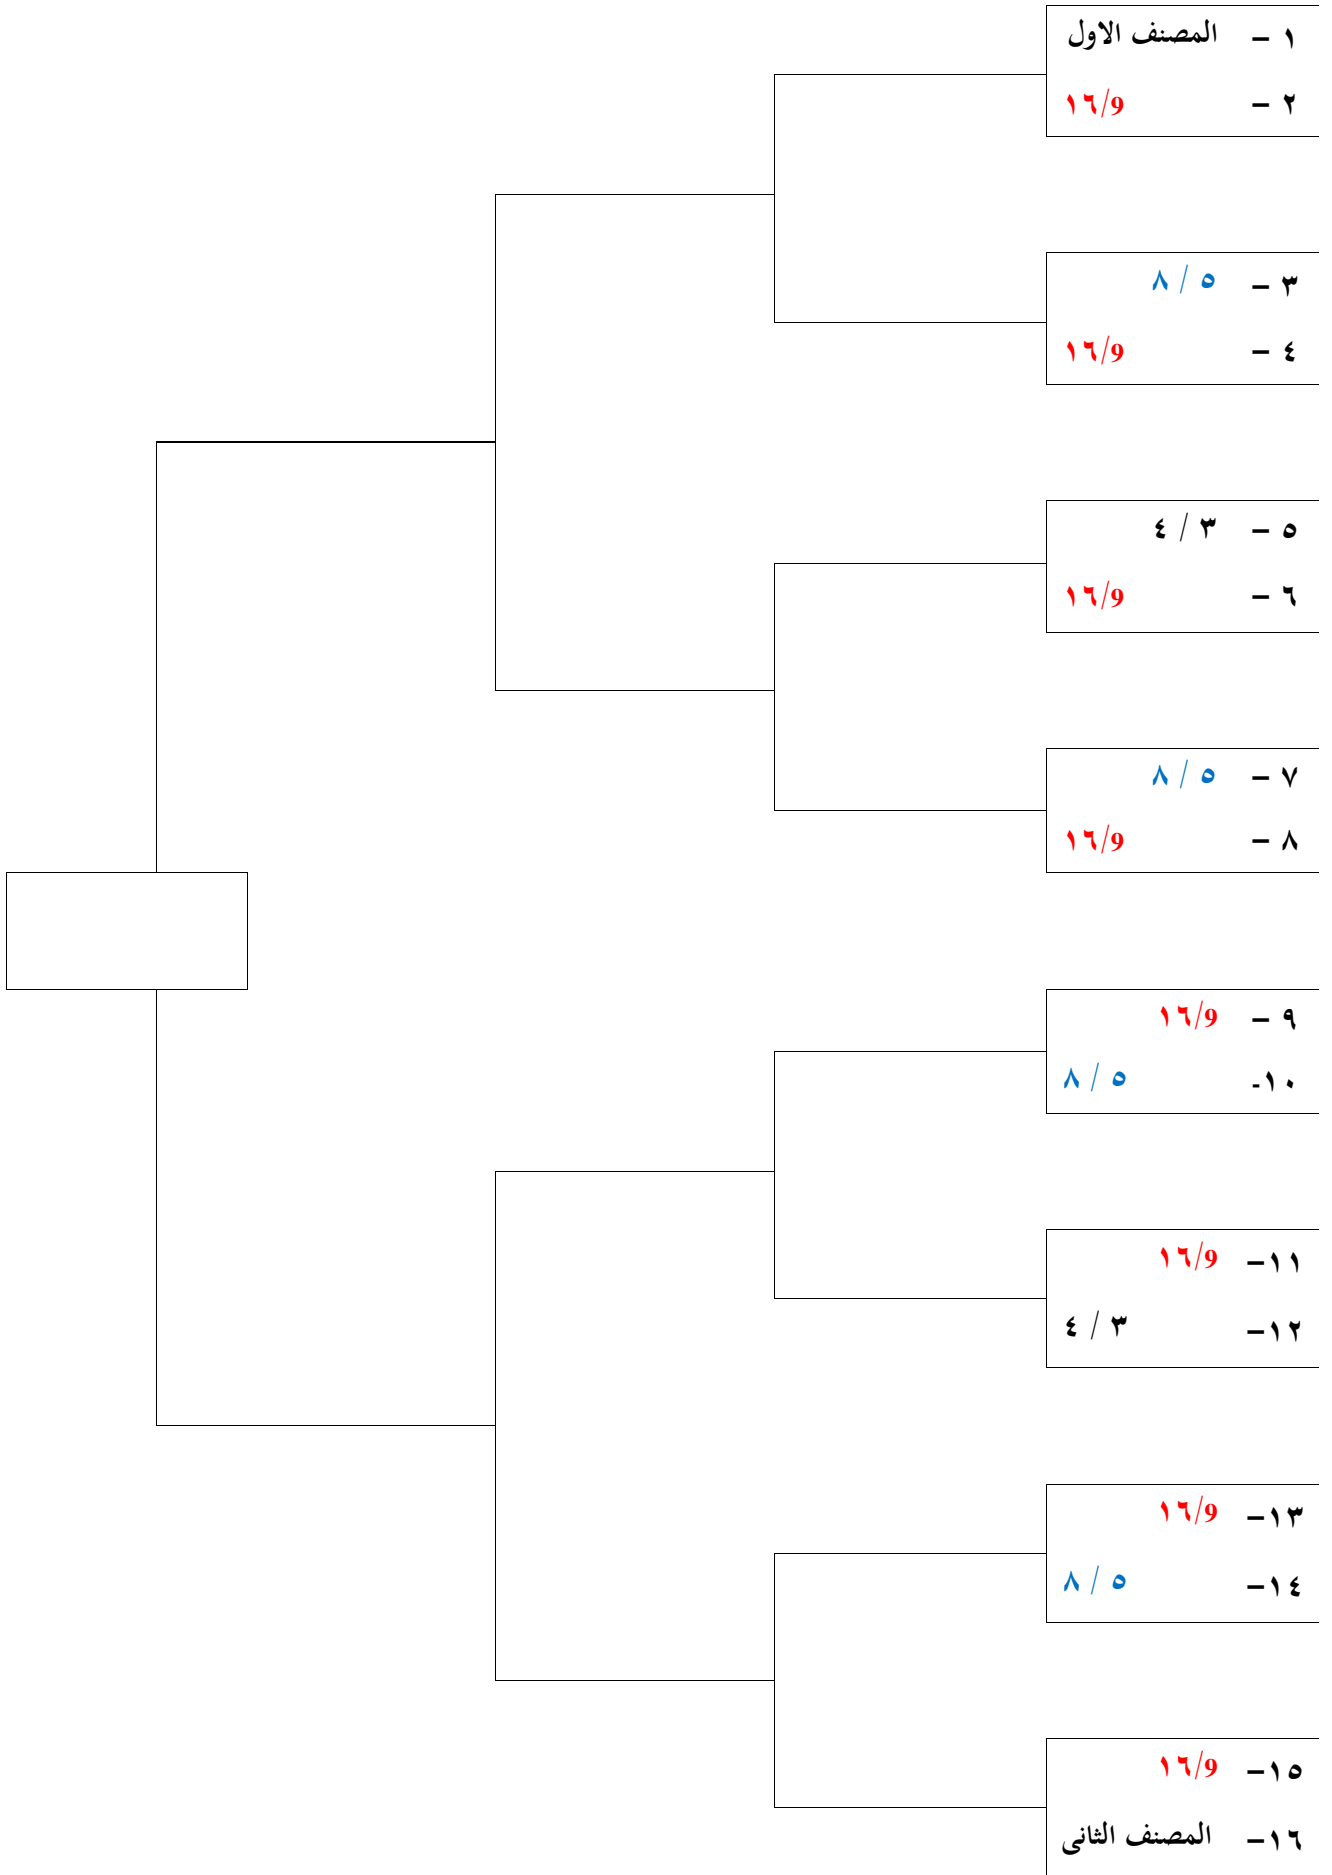 ١ – المصنف الاول
٢ – ١٦/9
٣ – ٥ / ٨
٤ – ١٦/9
٥ – ٣ / ٤
٦ – ١٦/9
٧ – ٥ / ٨
٨ – ١٦/9
٩ – ١٦/9
١٠- ٥ / ٨
١١– ١٦/9
١٢– ٣ / ٤
١٣– ١٦/9
١٤– ٥ / ٨
١٥– ١٦/9
١٦– المصنف الثانى